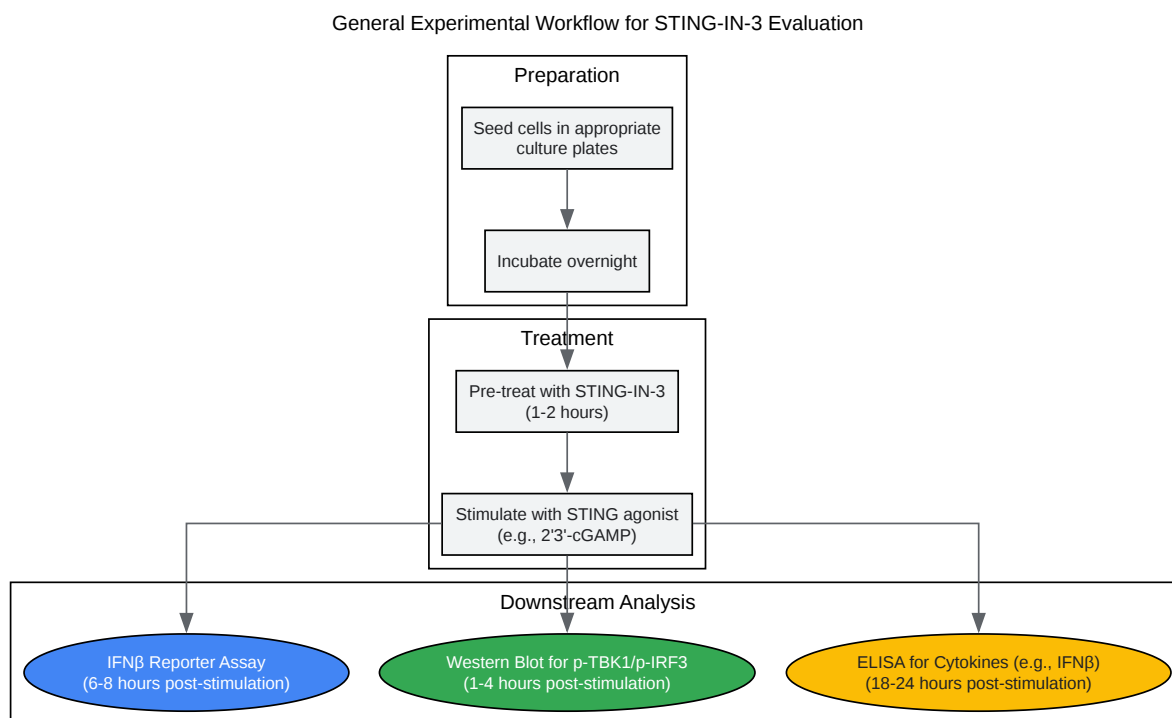 General Experimental Workflow for STING-IN-3 Evaluation
Preparation
Seed cells in appropriate
culture plates
Incubate overnight
Treatment
Pre-treat with STING-IN-3
(1-2 hours)
Stimulate with STING agonist
(e.g., 2'3'-cGAMP)
Downstream Analysis
IFNβ Reporter Assay
(6-8 hours post-stimulation)
Western Blot for p-TBK1/p-IRF3
(1-4 hours post-stimulation)
ELISA for Cytokines (e.g., IFNβ)
(18-24 hours post-stimulation)